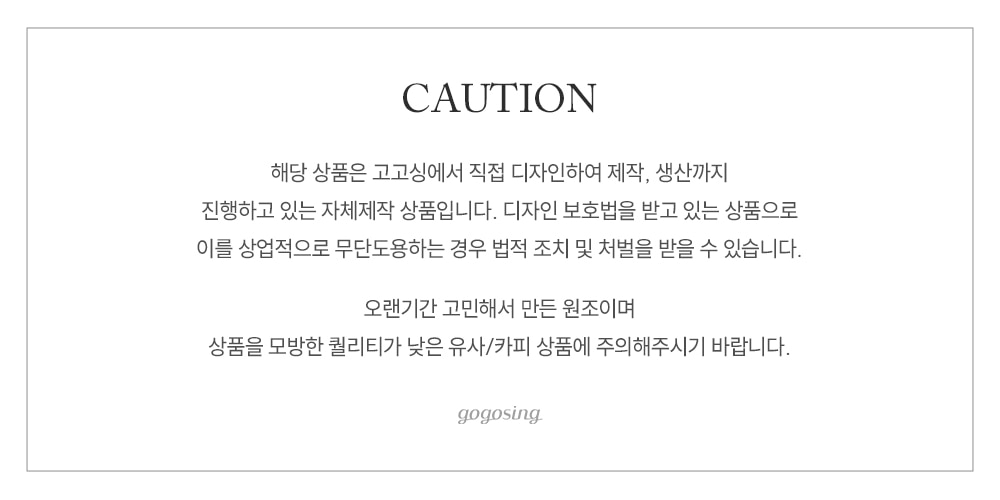 CAUTION
해당 상품은 고고싱에서 직접 디자인하여 제작, 생산까지
진행하고 있는 자체제작 상품입니다. 디자인 보호법을 받고 있는 상품으로
이를 상업적으로 무단도용하는 경우 법적 조치 및 처벌을 받을 수 있습니다.
오랜기간 고민해서 만든 원조이며
상품을 모방한 퀄리티가 낮은 유사/카피 상품에 주의해주시기 바랍니다.
gogosing